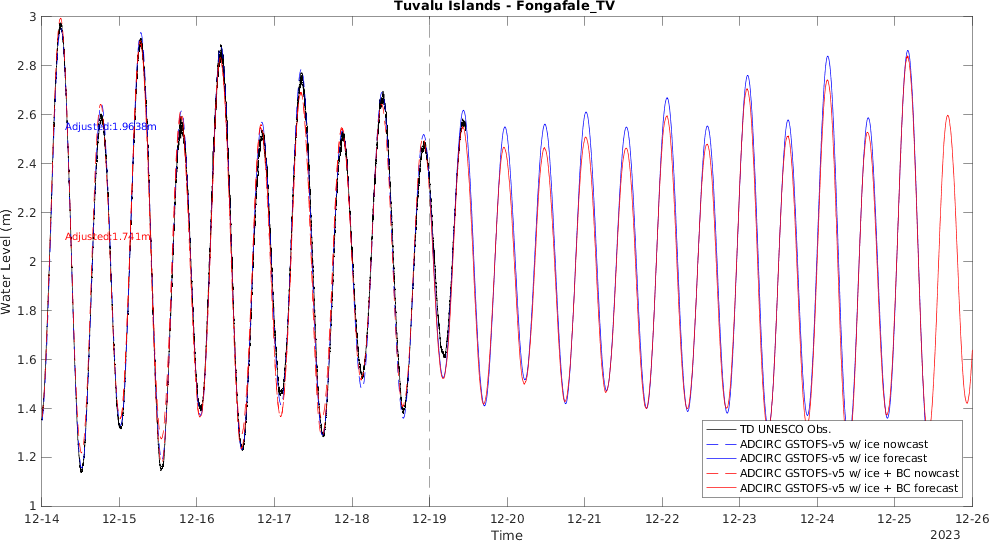 Tuvalu Islands - Fongafale_TV
Water Level (m)
3
2.8
2.6
2.4
2.2
2
1.8
1.6
1.4
1.2
1
Adjusted:1.9638m
Adjusted:1.741m
TD UNESCO Obs.
ADCIRC GSTOFS-v5 w/ ice nowcast
ADCIRC GSTOFS-v5 w/ ice forecast
ADCIRC GSTOFS-v5 w/ ice + BC nowcast
ADCIRC GSTOFS-v5 w/ ice + BC forecast
12-14 12-15 12-16 12-17 12-18 12-19 12-20 12-21 12-22 12-23 12-24 12-25 12-26
Time
2023